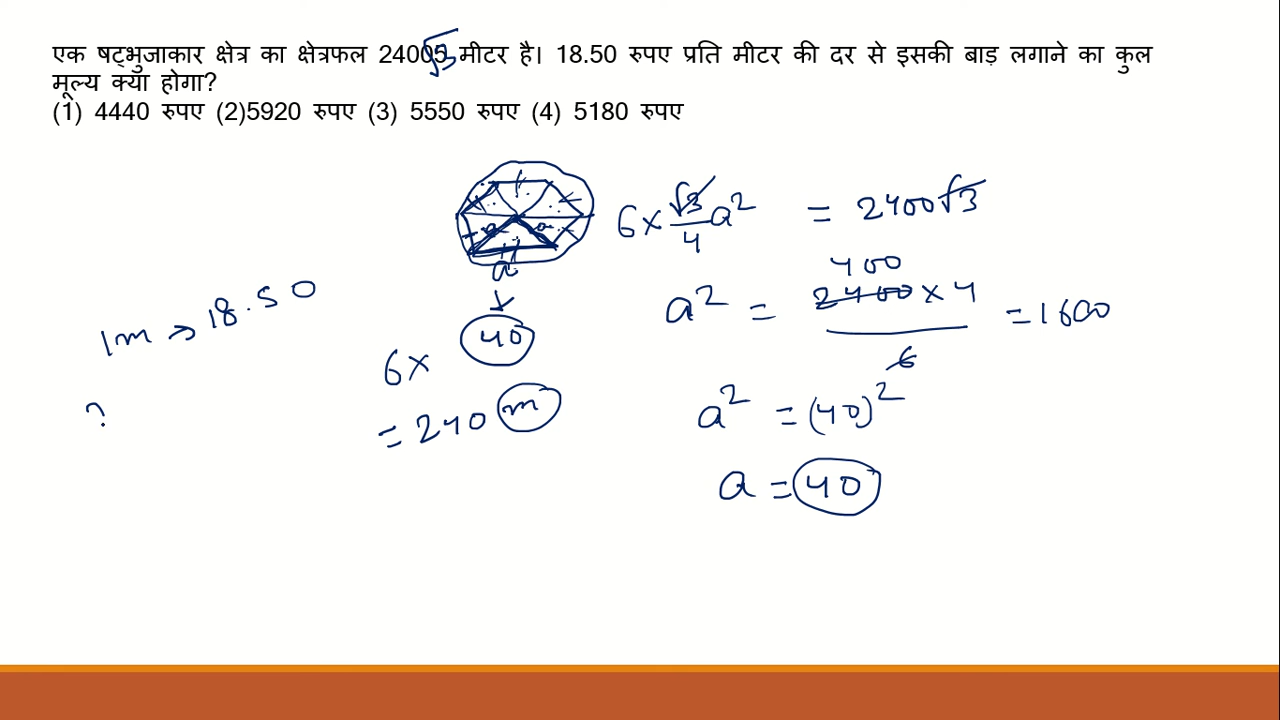 एक षट्भुजाकार क्षेत्र का क्षेत्रफल 2400√3 मीटर है। 18.50 रुपए प्रति मीटर की दर से इसकी बाड़ लगाने का कुल
मूल्य क्या होगा?
(1) 4440 रुपए (2)5920 रुपए (3) 5550 रुपए (4) 5180 रुपए
6 × √3/4 a² = 2400√3
a
400
a² = 2400 × 4 / 6 = 1600
1m → 18.50
6 × 40
= 240 m
?
a² = (40)²
a = 40